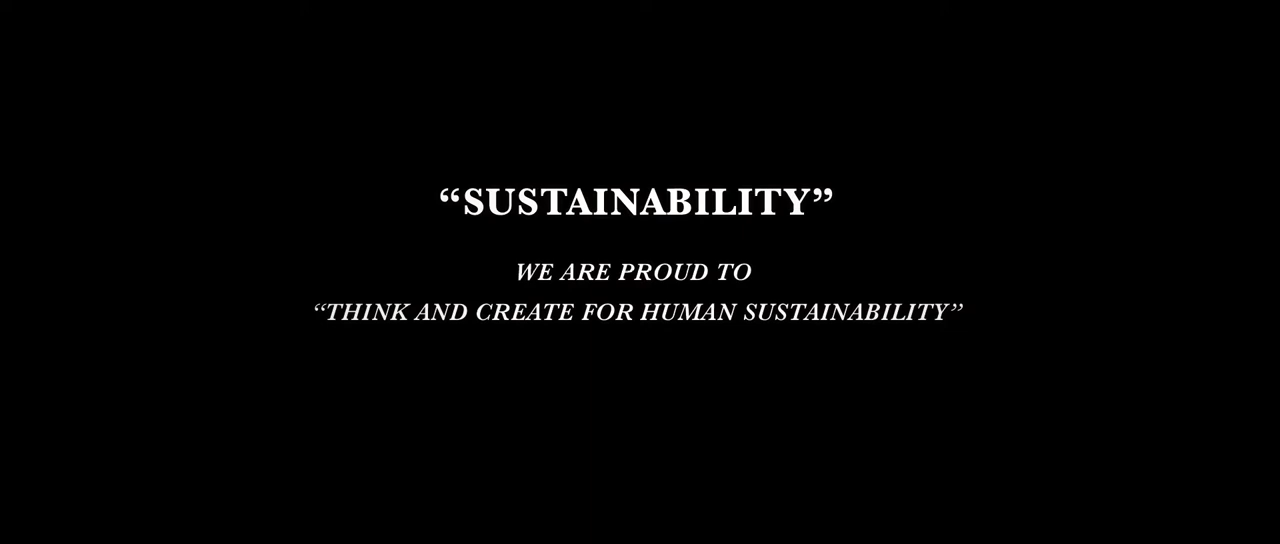 “SUSTAINABILITY”
WE ARE PROUD TO
“THINK AND CREATE FOR HUMAN SUSTAINABILITY”